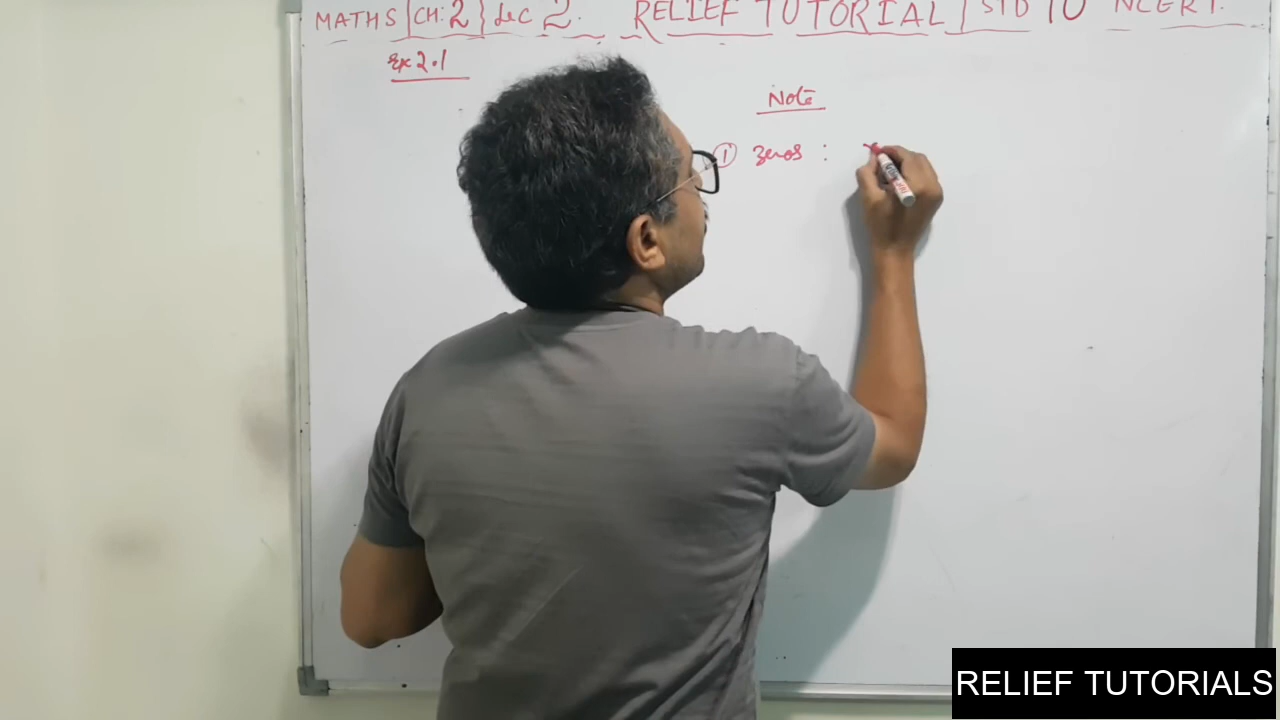 MATHS | CH: 2 | Lec 2. RELIEF TUTORIAL | STD 10 NCERT.
Ex 2.1
Note
① zeros :
RELIEF TUTORIALS